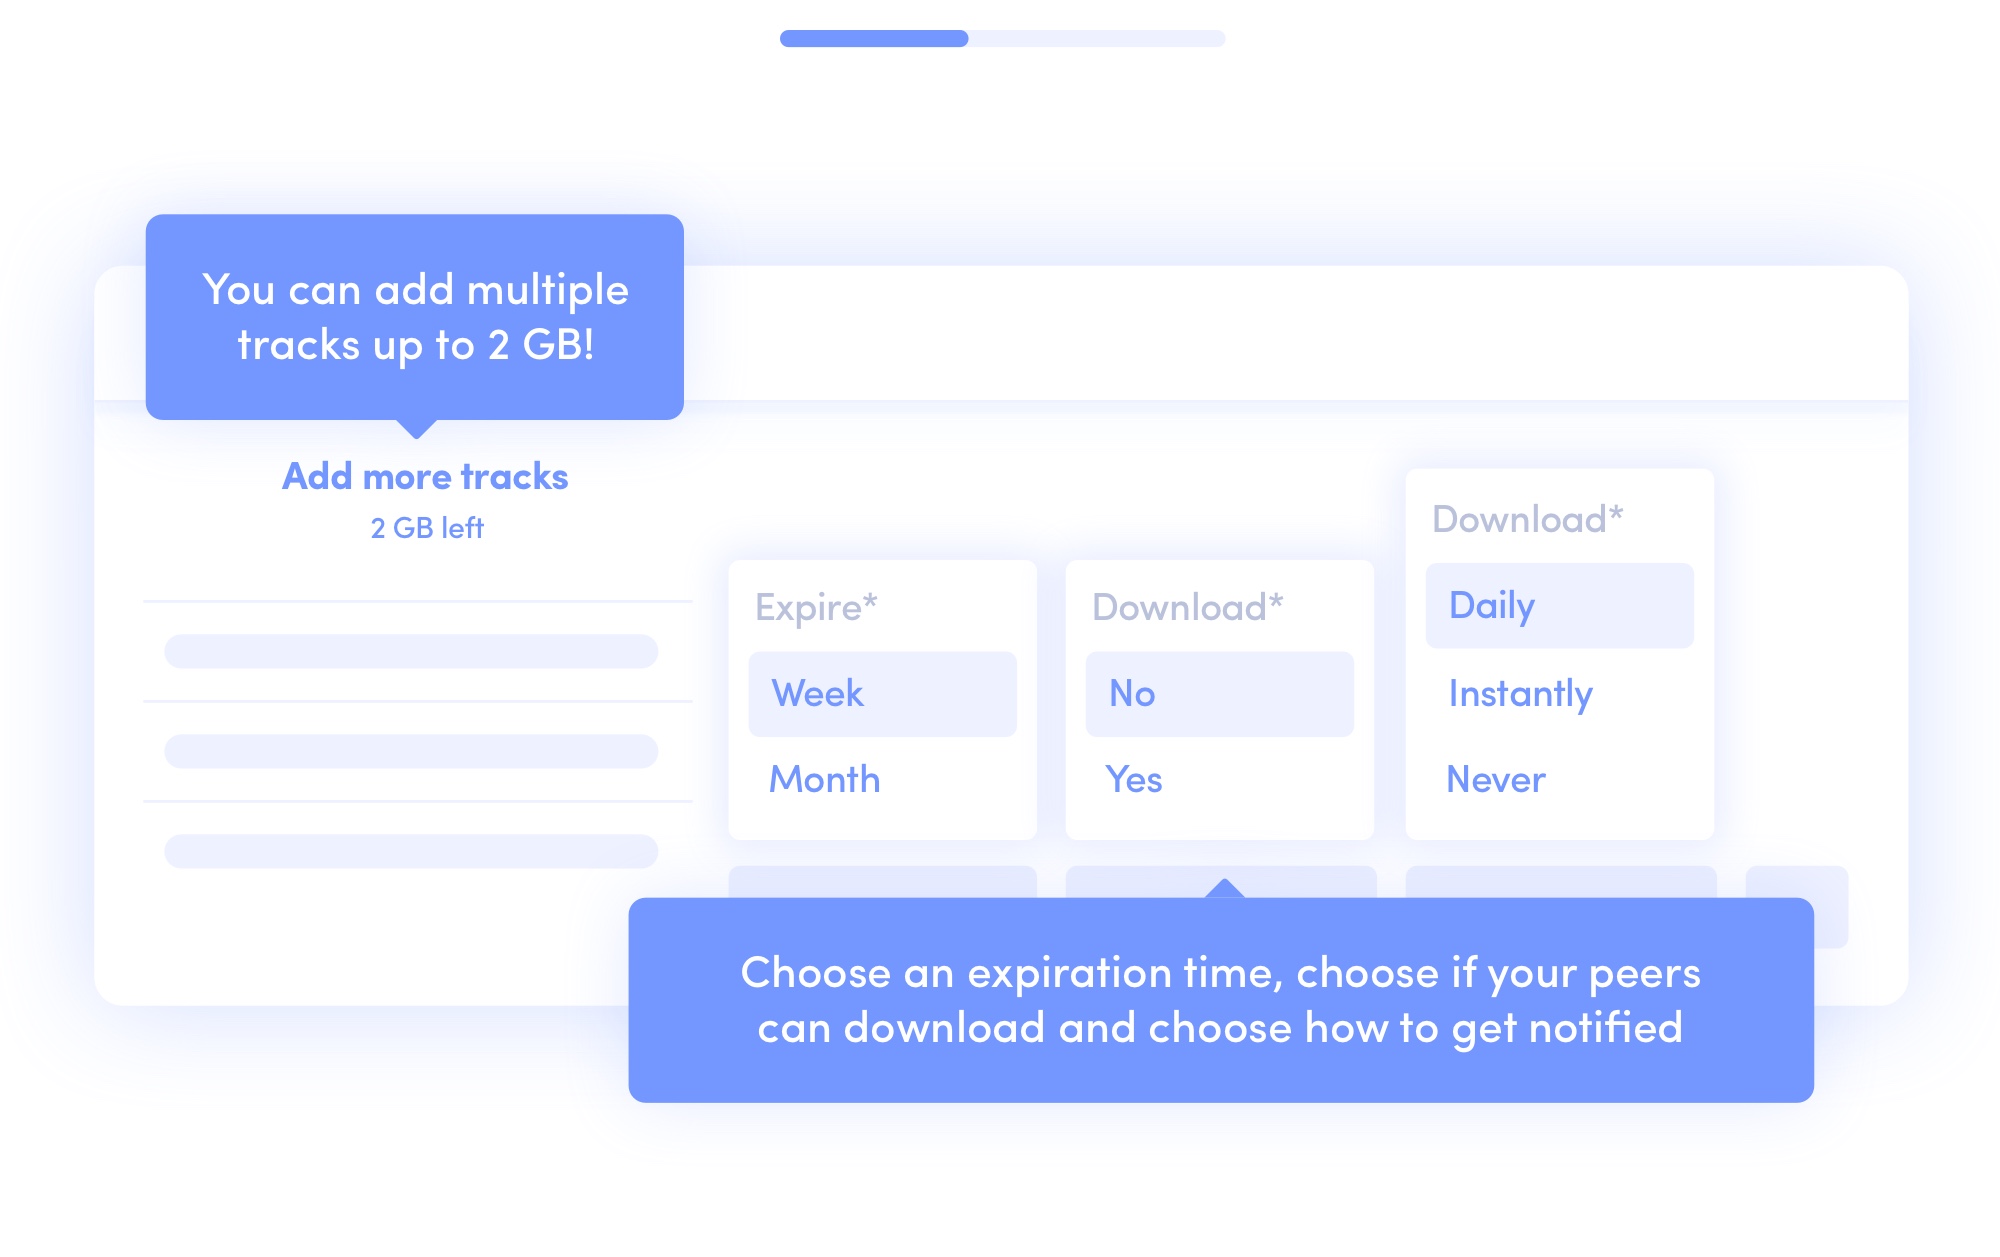 You can add multiple
tracks up to 2 GB!
Add more tracks
2 GB left
Expire*
Week
Month
Download*
No
Yes
Download*
Daily
Instantly
Never
Choose an expiration time, choose if your peers
can download and choose how to get notified